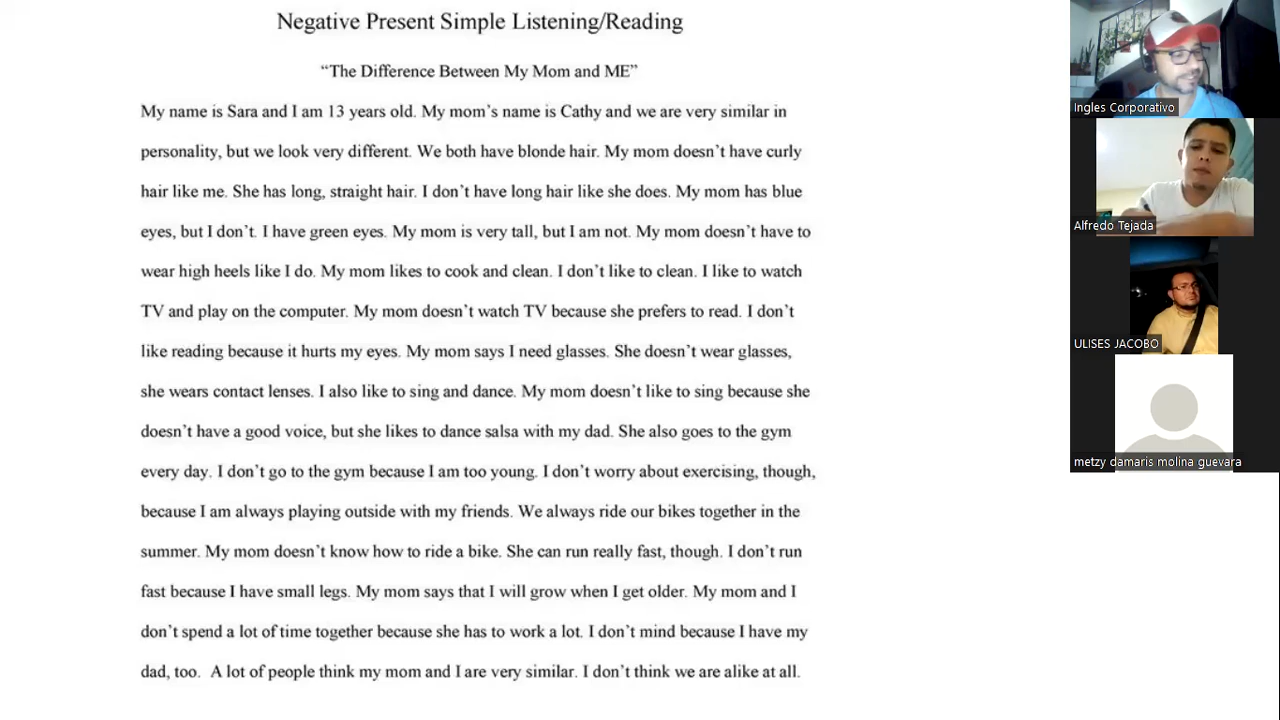 Negative Present Simple Listening/Reading
“The Difference Between My Mom and ME”
My name is Sara and I am 13 years old. My mom’s name is Cathy and we are very similar in
personality, but we look very different. We both have blonde hair. My mom doesn’t have curly
hair like me. She has long, straight hair. I don’t have long hair like she does. My mom has blue
eyes, but I don’t. I have green eyes. My mom is very tall, but I am not. My mom doesn’t have to
wear high heels like I do. My mom likes to cook and clean. I don’t like to clean. I like to watch
TV and play on the computer. My mom doesn’t watch TV because she prefers to read. I don’t
like reading because it hurts my eyes. My mom says I need glasses. She doesn’t wear glasses,
she wears contact lenses. I also like to sing and dance. My mom doesn’t like to sing because she
doesn’t have a good voice, but she likes to dance salsa with my dad. She also goes to the gym
every day. I don’t go to the gym because I am too young. I don’t worry about exercising, though,
because I am always playing outside with my friends. We always ride our bikes together in the
summer. My mom doesn’t know how to ride a bike. She can run really fast, though. I don’t run
fast because I have small legs. My mom says that I will grow when I get older. My mom and I
don’t spend a lot of time together because she has to work a lot. I don’t mind because I have my
dad, too.  A lot of people think my mom and I are very similar. I don’t think we are alike at all.
Ingles Corporativo
Alfredo Tejada
ULISES JACOBO
metzy damaris molina guevara